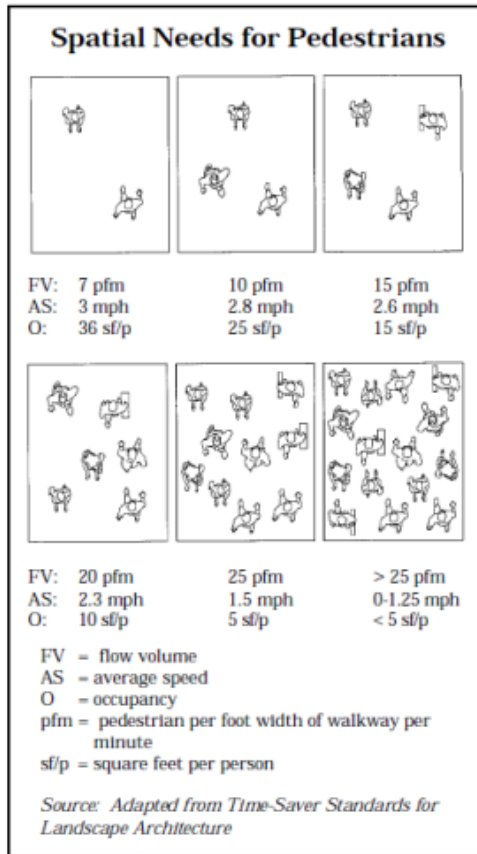 Spatial Needs for Pedestrians
FV: 7 pfm 10 pfm 15 pfm
AS: 3 mph 2.8 mph 2.6 mph
O: 36 sf/p 25 sf/p 15 sf/p
FV: 20 pfm 25 pfm > 25 pfm
AS: 2.3 mph 1.5 mph 0-1.25 mph
O: 10 sf/p 5 sf/p < 5 sf/p
FV = flow volume
AS = average speed
O = occupancy
pfm = pedestrian per foot width of walkway per
minute
sf/p = square feet per person
Source: Adapted from Time-Saver Standards for
Landscape Architecture